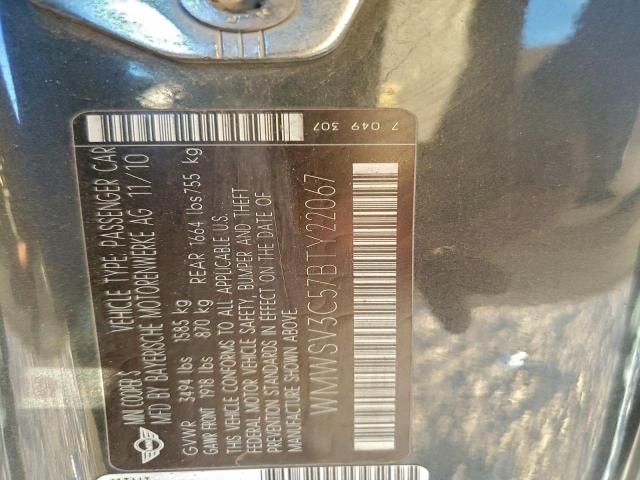 MINI COOPER S VEHICLE TYPE: PASSENGER CAR
MFD BY BAYERISCHE MOTORENWERKE AG 11/10
GVWR 3494 lbs 1585 kg
GAWR FRONT 1918 lbs 870 kg REAR 1664 lbs 755 kg
THIS VEHICLE CONFORMS TO ALL APPLICABLE U.S.
FEDERAL MOTOR VEHICLE SAFETY, BUMPER AND THEFT
PREVENTION STANDARDS IN EFFECT ON THE DATE OF
MANUFACTURE SHOWN ABOVE
WMWSV3C57BTY22067
7 049 307